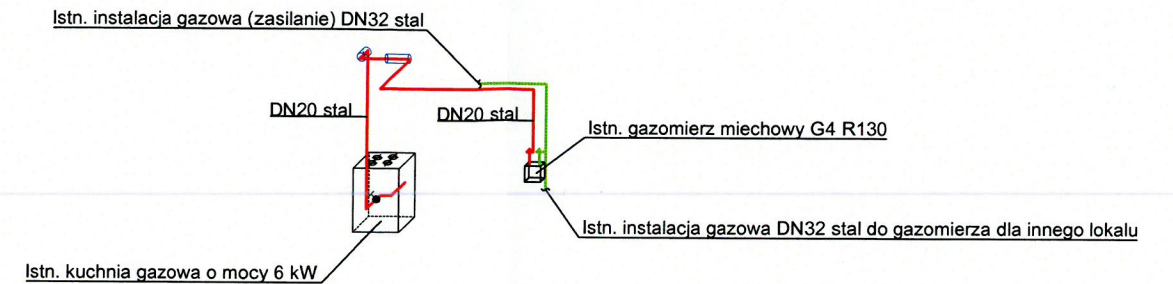 Istn. instalacja gazowa (zasilanie) DN32 stal
DN20 stal
DN20 stal
Istn. gazomierz miechowy G4 R130
Istn. instalacja gazowa DN32 stal do gazomierza dla innego lokalu
Istn. kuchnia gazowa o mocy 6 kW